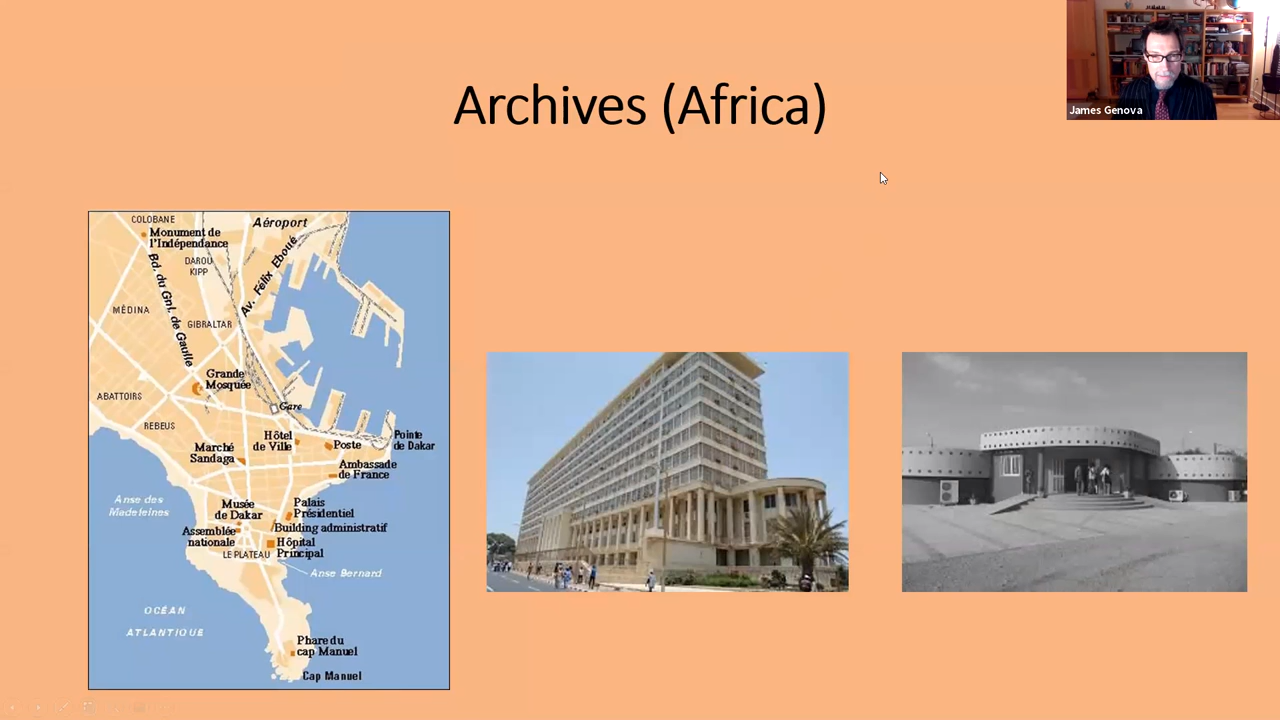 Archives (Africa)
James Genova
COLOBANE
Monument de
l'Indépendance
Aéroport
DAROU
KIPP
Bd. du Gnl. de Gaulle
Av. Félix Eboué
MÉDINA
GIBRALTAR
Grande
Mosquée
ABATTOIRS
Gare
REBEUS
Hôtel
de Ville
Poste
Pointe
de Dakar
Marché
Sandaga
Ambassade
de France
Anse des
Madeleines
Musée
de Dakar
Palais
Présidentiel
Building administratif
Assemblée
nationale
Hôpital
Principal
LE PLATEAU
Anse Bernard
OCÉAN
ATLANTIQUE
Phare du
cap Manuel
Cap Manuel